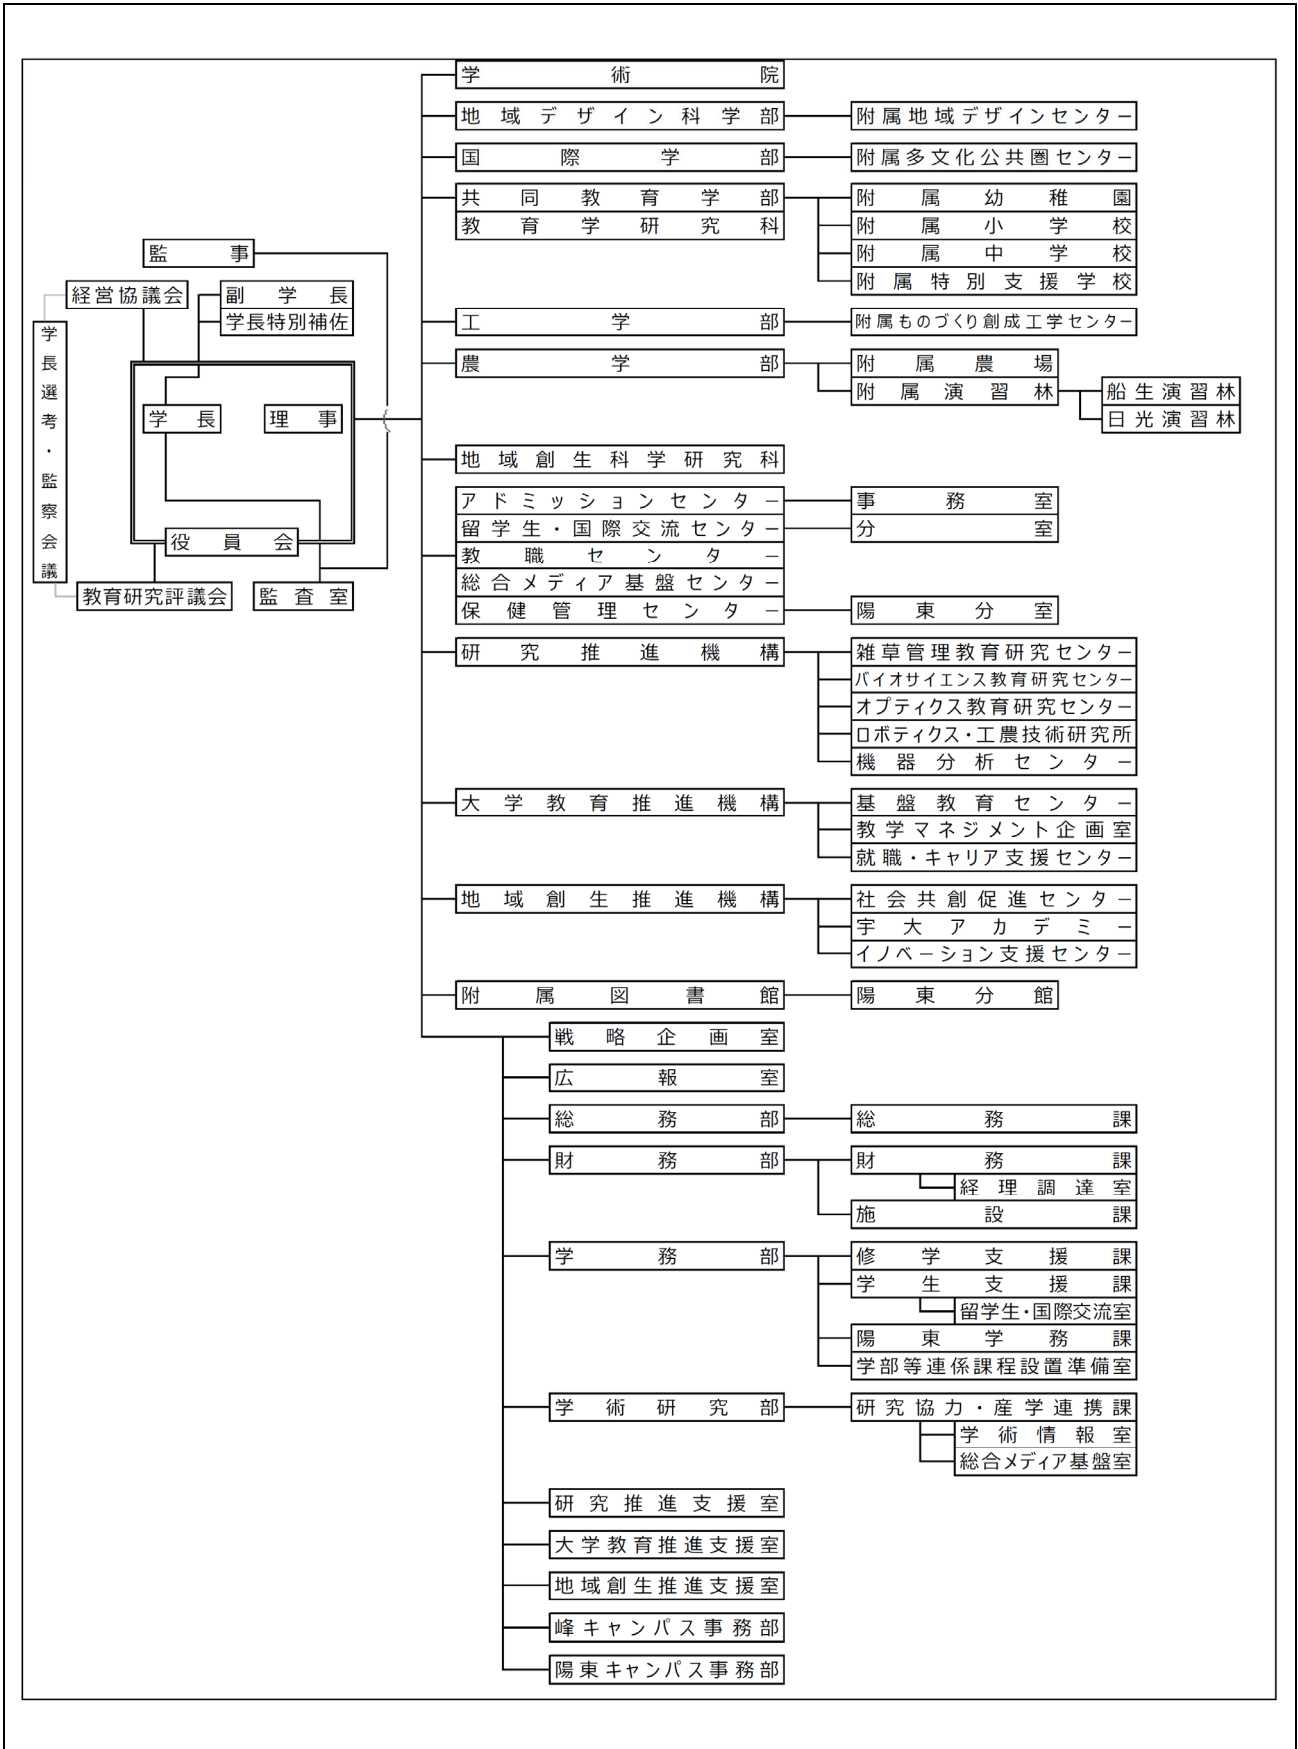 監事
経営協議会
副学長
学長特別補佐
学長選考・監察会議
学長
理事
役員会
教育研究評議会
監査室
学術院
地域デザイン科学部
附属地域デザインセンター
国際学部
附属多文化公共圏センター
共同教育学部
教育学研究科
附属幼稚園
附属小学校
附属中学校
附属特別支援学校
工学部
附属ものづくり創成工学センター
農学部
附属農場
附属演習林
船生演習林
日光演習林
地域創生科学研究科
アドミッションセンター
事務室
留学生・国際交流センター
分室
教職センター
総合メディア基盤センター
保健管理センター
陽東分室
研究推進機構
雑草管理教育研究センター
バイオサイエンス教育研究センター
オプティクス教育研究センター
ロボティクス・工農技術研究所
機器分析センター
大学教育推進機構
基盤教育センター
教学マネジメント企画室
就職・キャリア支援センター
地域創生推進機構
社会共創促進センター
宇大アカデミー
イノベーション支援センター
附属図書館
陽東分館
戦略企画室
広報室
総務部
総務課
財務部
財務課
経理調達室
施設課
学務部
修学支援課
学生支援課
留学生・国際交流室
陽東学務課
学部等連係課程設置準備室
学術研究部
研究協力・産学連携課
学術情報室
総合メディア基盤室
研究推進支援室
大学教育推進支援室
地域創生推進支援室
峰キャンパス事務部
陽東キャンパス事務部